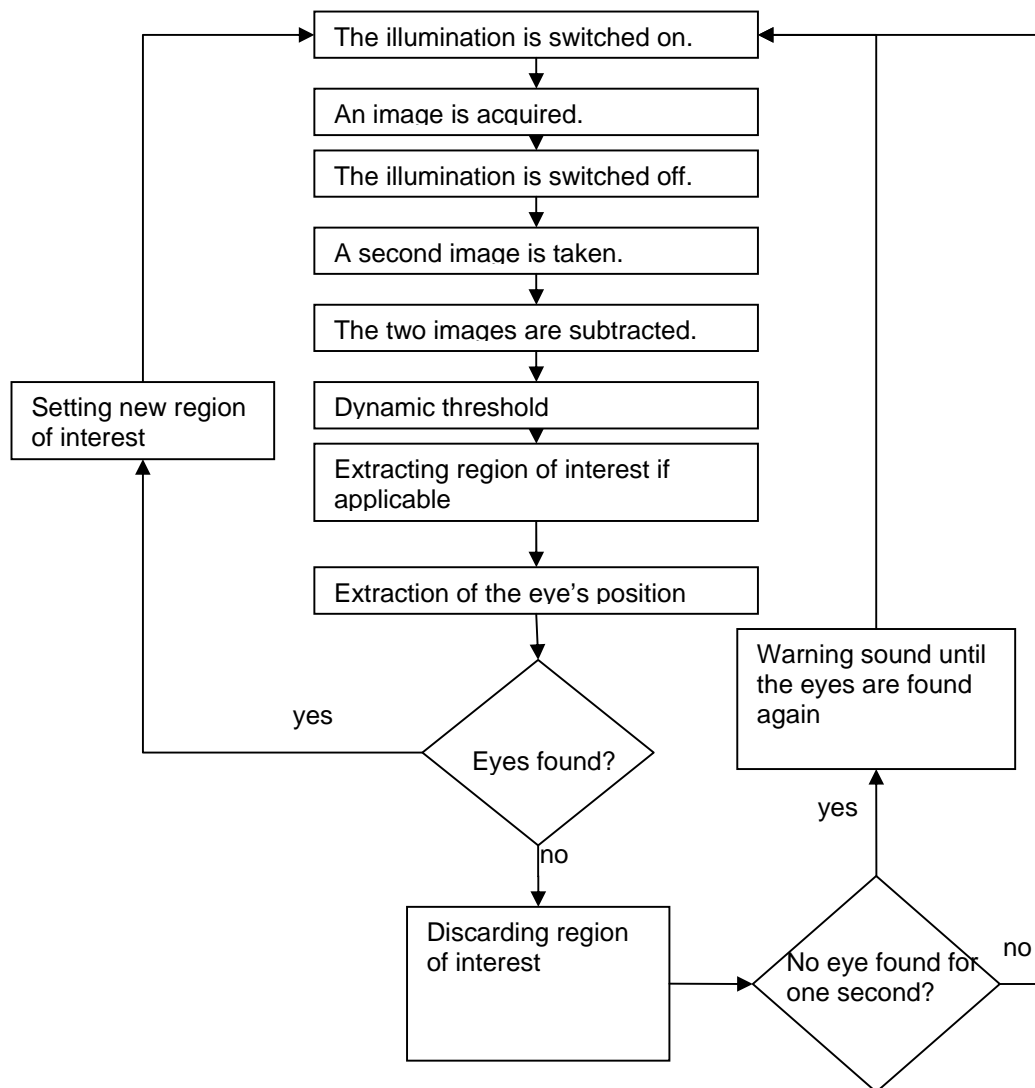 The illumination is switched on.
An image is acquired.
The illumination is switched off.
A second image is taken.
The two images are subtracted.
Dynamic threshold
Setting new region
of interest
Extracting region of interest if
applicable
Extraction of the eye's position
Warning sound until
the eyes are found
again
yes
Eyes found?
yes
no
Discarding region
of interest
No eye found for
one second?
no